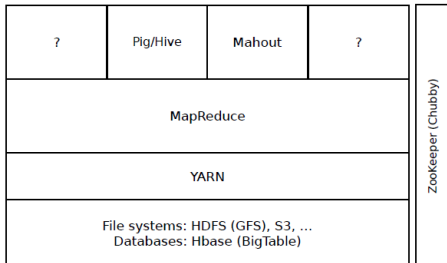 ?
Pig/Hive
Mahout
?
MapReduce
YARN
File systems: HDFS (GFS), S3, ...
Databases: Hbase (BigTable)
ZooKeeper (Chubby)